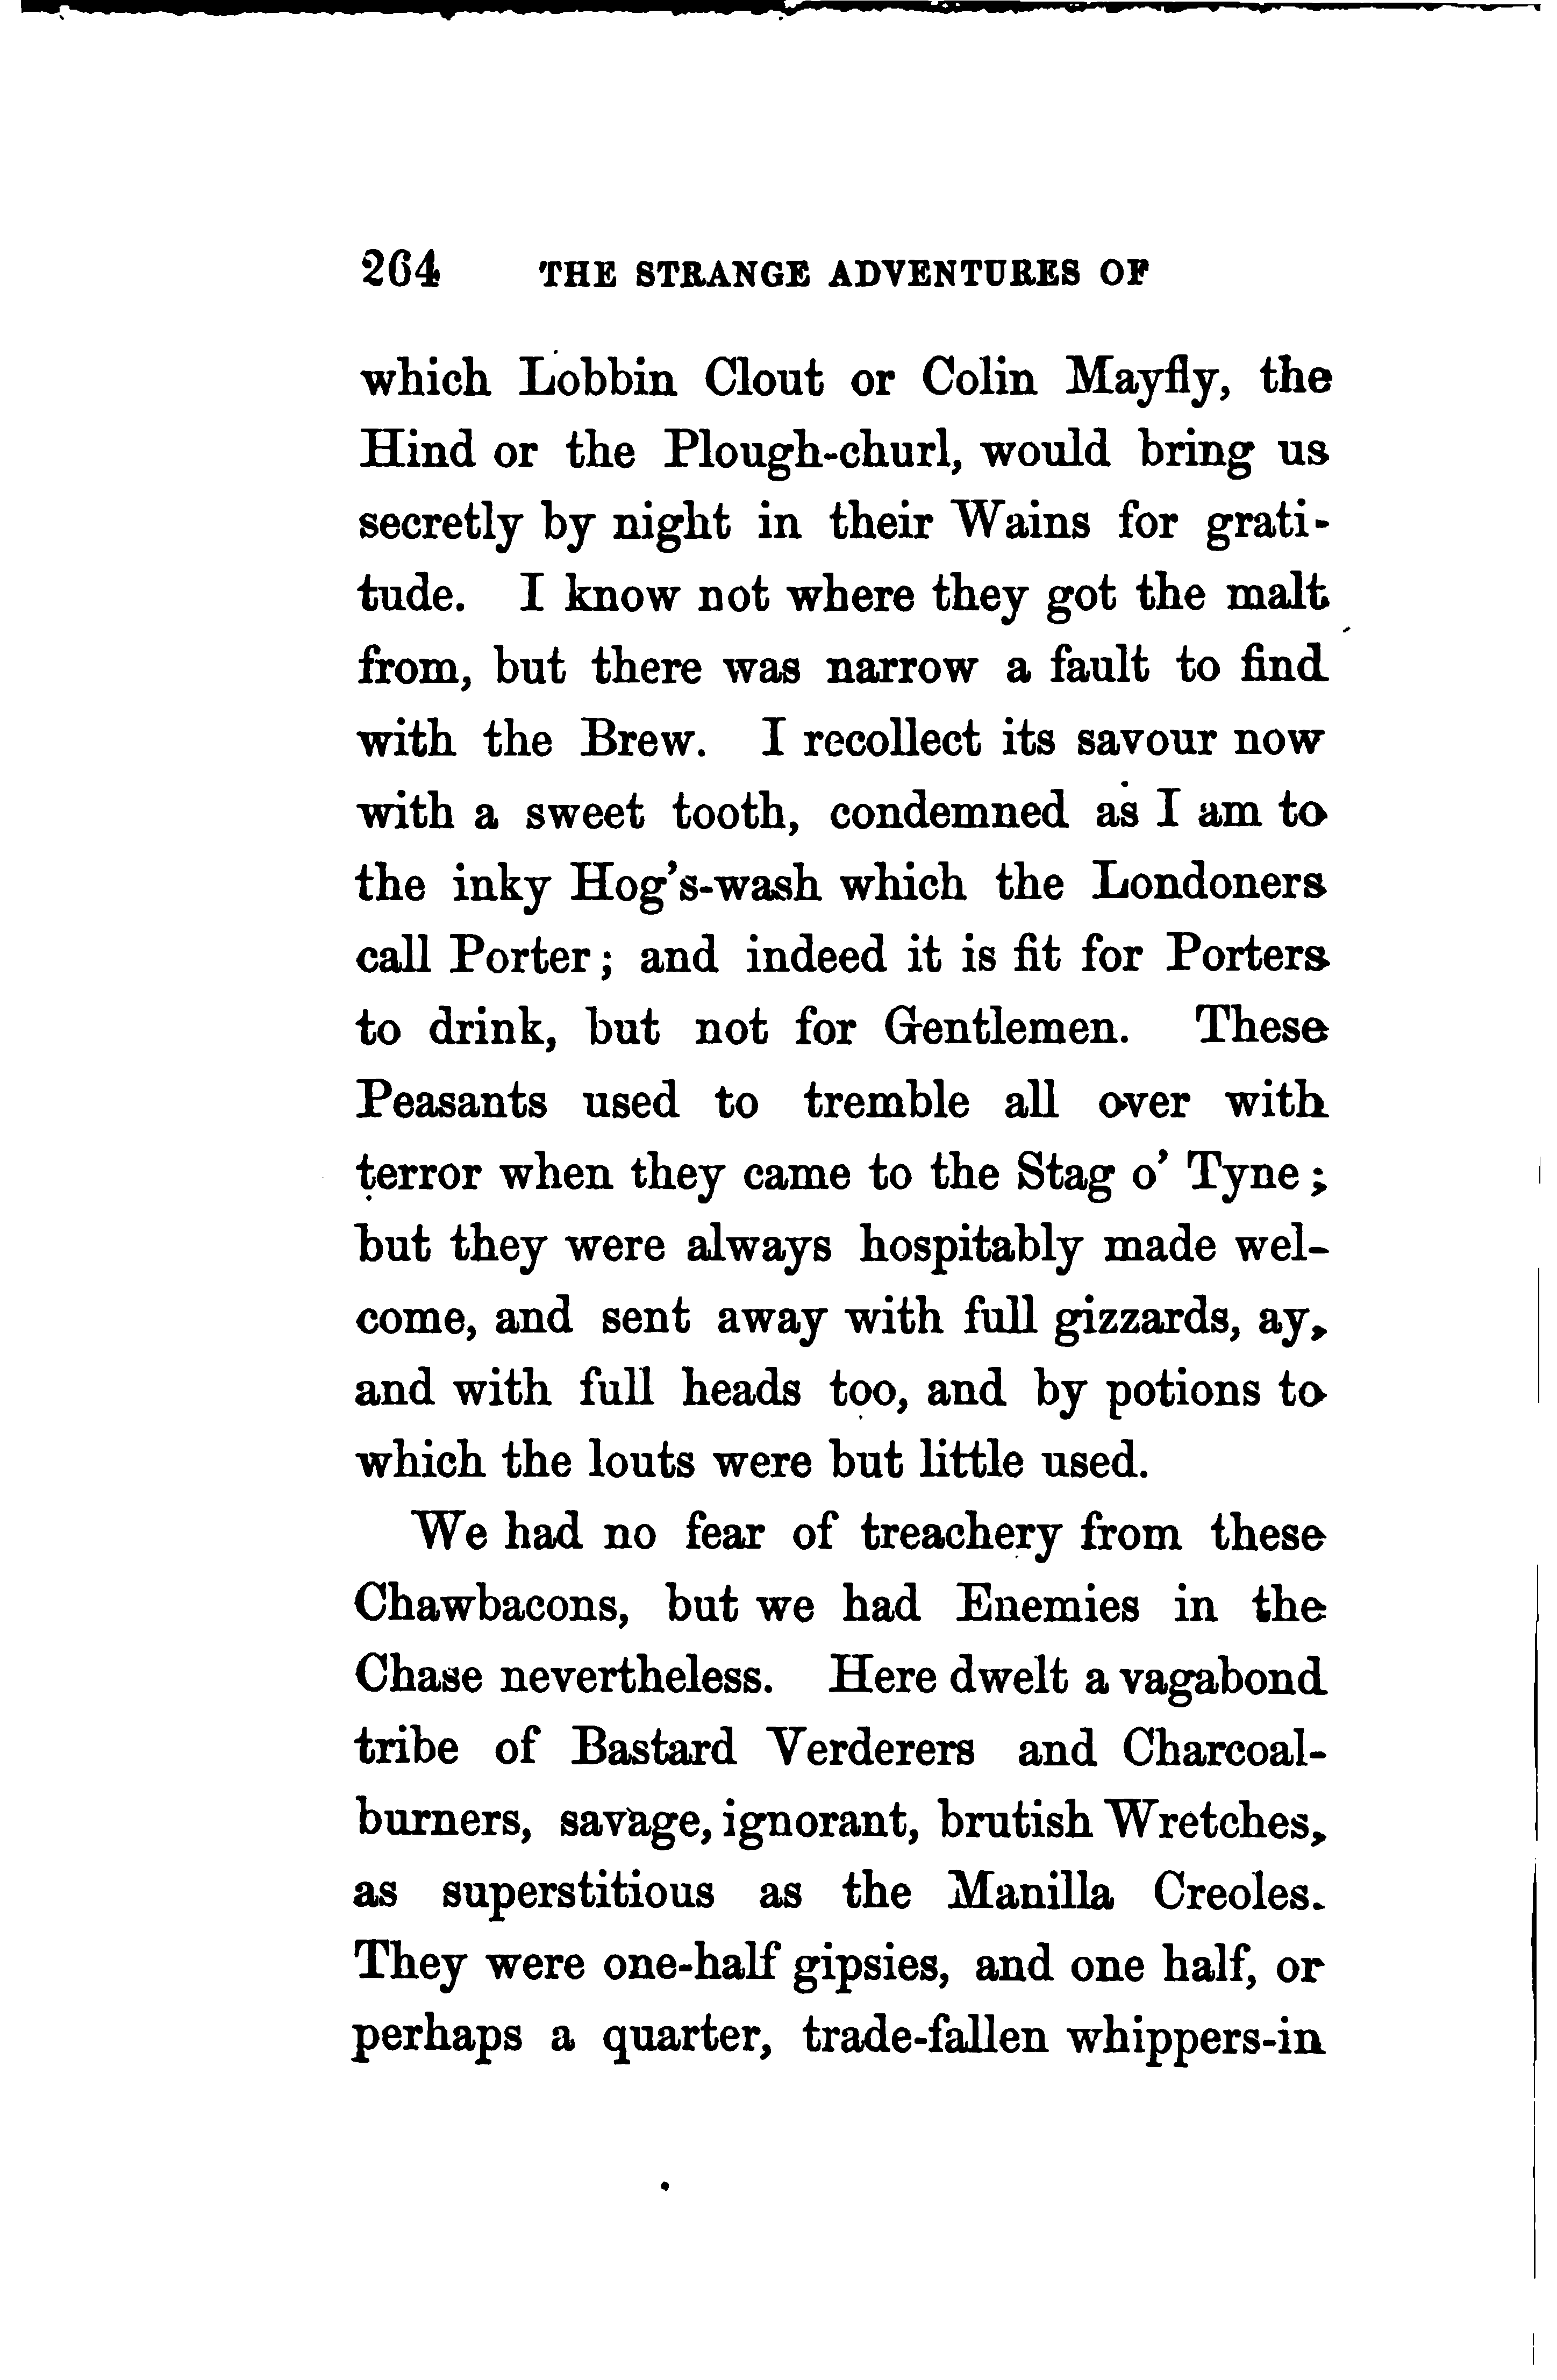 264 THE STRANGE ADVENTURES OF
which Lobbin Clout or Colin Mayfly, the
Hind or the Plough-churl, would bring us
secretly by night in their Wains for grati-
tude. I know not where they got the malt
from, but there was narrow a fault to find
with the Brew. I recollect its savour now
with a sweet tooth, condemned as I am to
the inky Hog's-wash which the Londoners
call Porter; and indeed it is fit for Porters
to drink, but not for Gentlemen. These
Peasants used to tremble all over with
terror when they came to the Stag o' Tyne;
but they were always hospitably made wel-
come, and sent away with full gizzards, ay,
and with full heads too, and by potions to
which the louts were but little used.
We had no fear of treachery from these
Chawbacons, but we had Enemies in the
Chase nevertheless. Here dwelt a vagabond
tribe of Bastard Verderers and Charcoal-
burners, savage, ignorant, brutish Wretches,
as superstitious as the Manilla Creoles.
They were one-half gipsies, and one half, or
perhaps a quarter, trade-fallen whippers-in